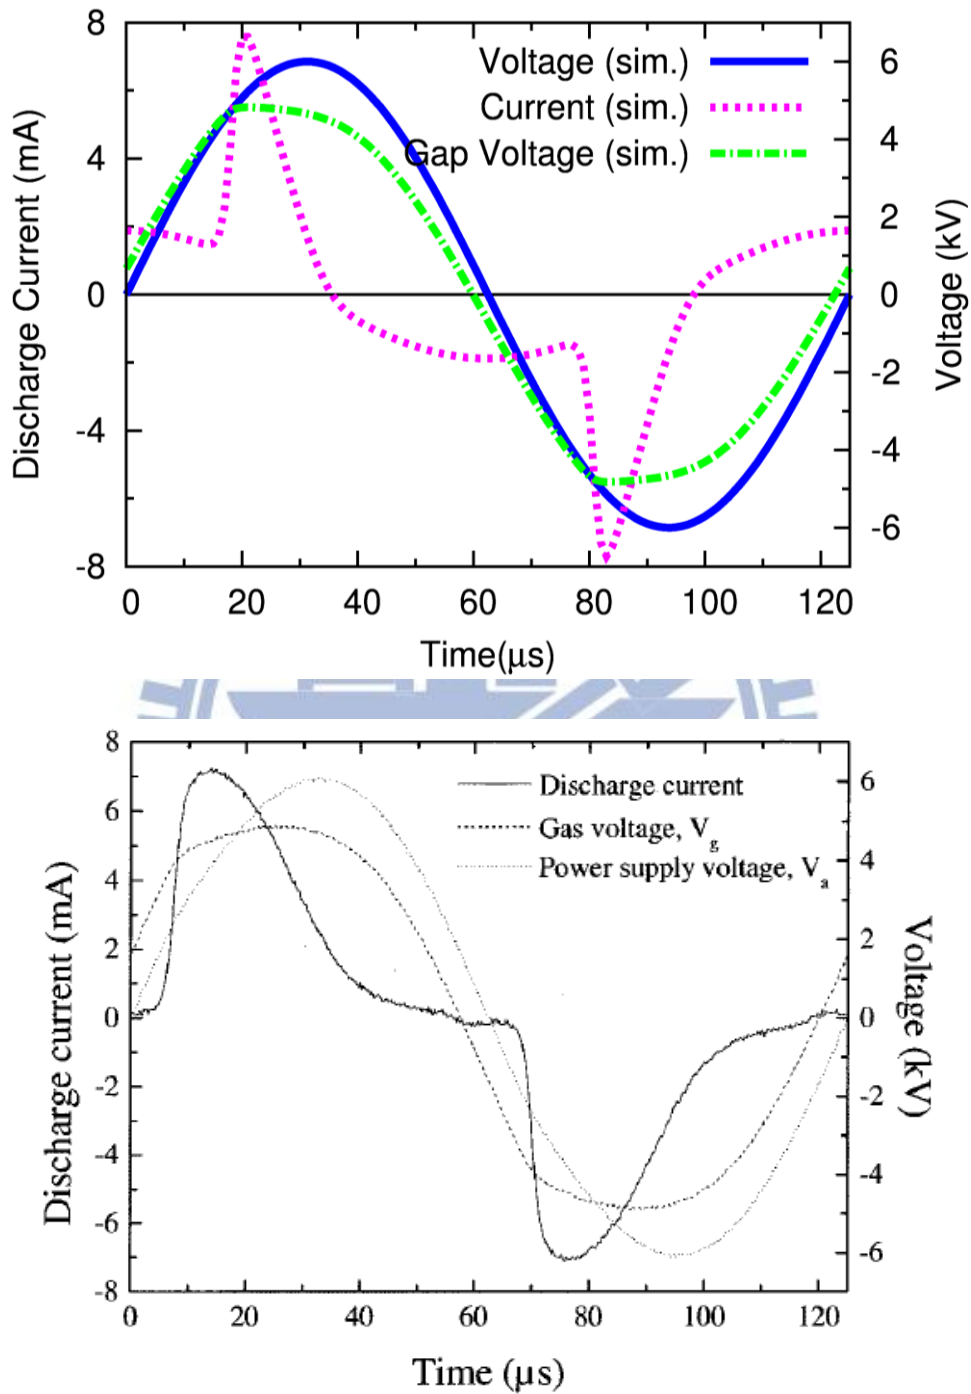 8
4
0
-4
-8
Discharge Current (mA)
Voltage (sim.)
Current (sim.)
Gap Voltage (sim.)
6
4
2
0
-2
-4
-6
Voltage (kV)
0 20 40 60 80 100 120
Time(μs)
8
6
4
2
0
-2
-4
-6
-8
Discharge current (mA)
Discharge current
Gas voltage, Vg
Power supply voltage, Va
6
4
2
0
-2
-4
-6
Voltage (kV)
0 20 40 60 80 100 120
Time (μs)